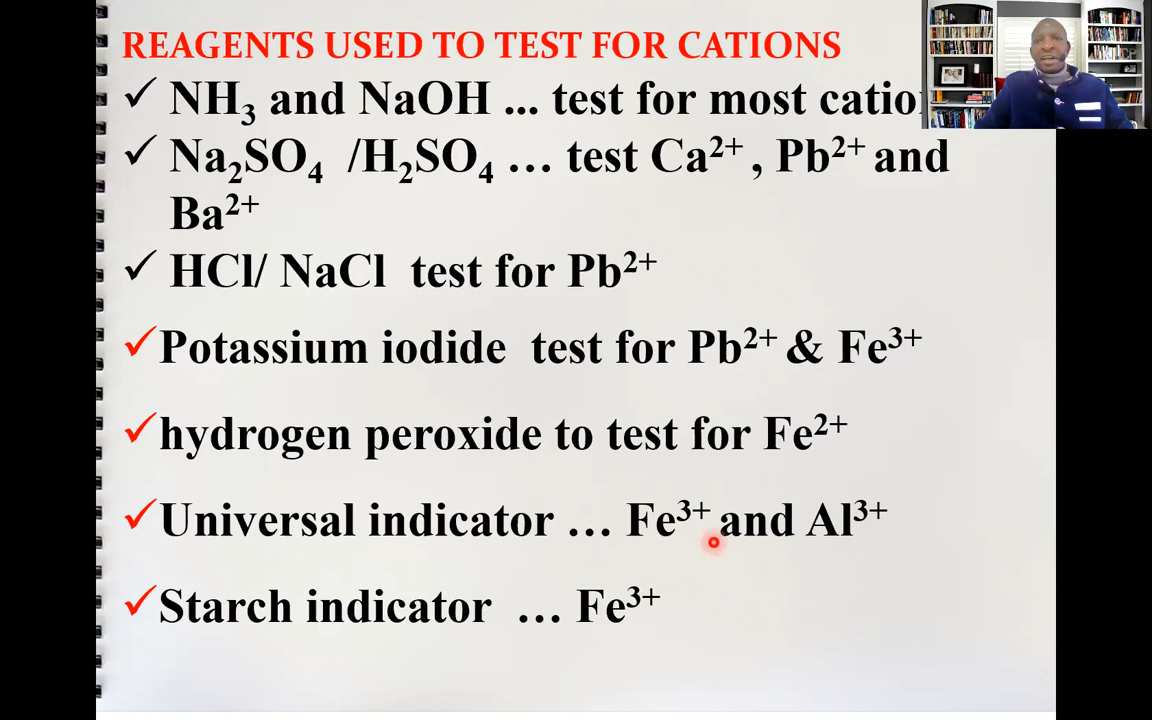 REAGENTS USED TO TEST FOR CATIONS
✓ NH₃ and NaOH ... test for most
✓ Na₂SO₄ /H₂SO₄ … test Ca²⁺ , Pb²⁺ and
Ba²⁺
✓ HCl/ NaCl test for Pb²⁺
✓Potassium iodide test for Pb²⁺ & Fe³⁺
✓hydrogen peroxide to test for Fe²⁺
✓Universal indicator … Fe³⁺ and Al³⁺
✓Starch indicator … Fe³⁺